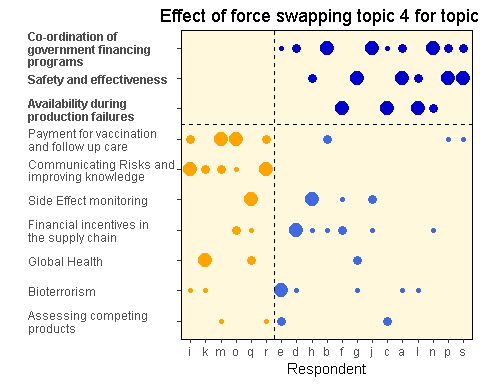 Effect of force swapping topic 4 for topic
Co-ordination of
government financing
programs
Safety and effectiveness
Availability during
production failures
Payment for vaccination
and follow up care
Communicating Risks and
improving knowledge
Side Effect monitoring
Financial incentives in
the supply chain
Global Health
Bioterrorism
Assessing competing
products
i k m o q r e d h b f g j c a l n p s
Respondent